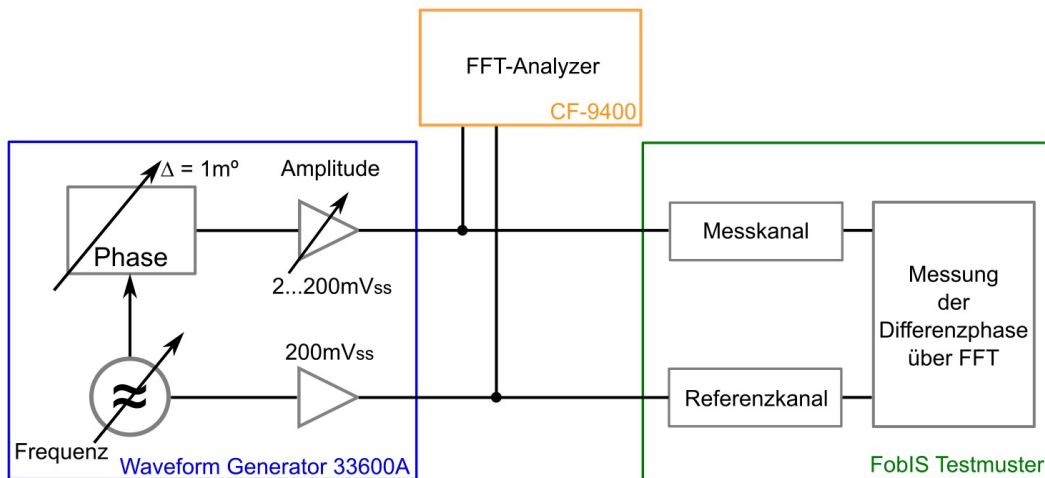 FFT-Analyzer
CF-9400
Δ = 1mº
Amplitude
Phase
2...200mVss
200mVss
Frequenz
Waveform Generator 33600A
Messkanal
Messung
der
Differenzphase
über FFT
Referenzkanal
FobIS Testmuster